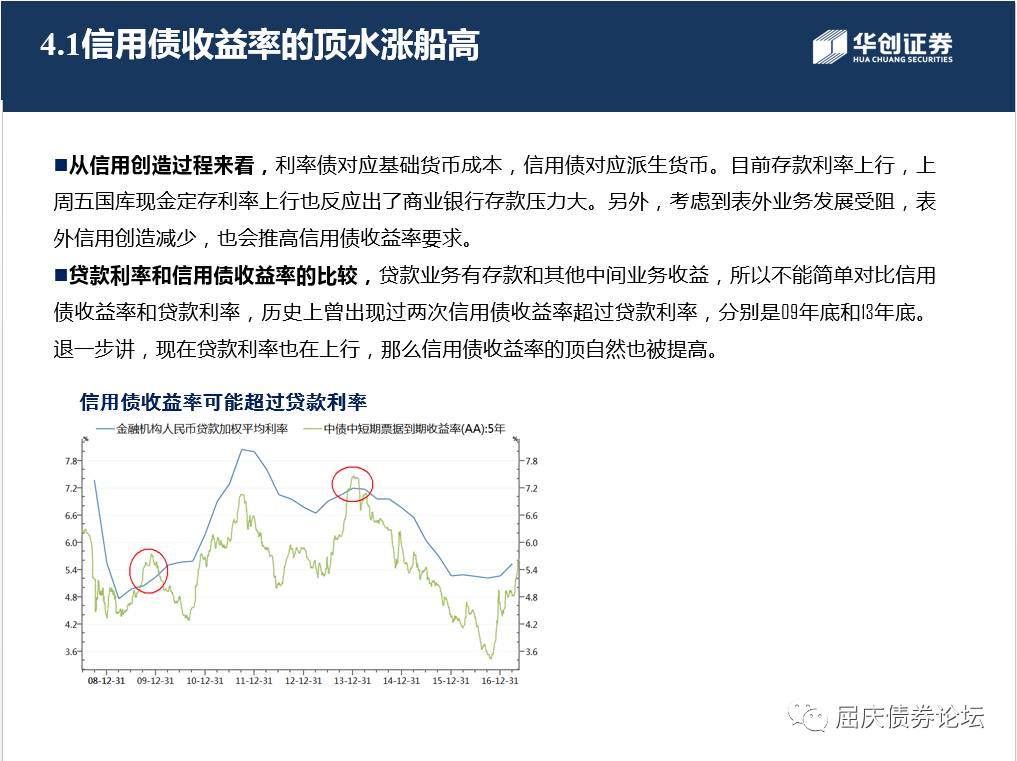 4.1信用债收益率的顶水涨船高
华创证券
HUA CHUANG SECURITIES
■从信用创造过程来看，利率债对应基础货币成本，信用债对应派生货币。目前存款利率上行，上
周五国库现金定存利率上行也反应出了商业银行存款压力大。另外，考虑到表外业务发展受阻，表
外信用创造减少，也会推高信用债收益率要求。
■贷款利率和信用债收益率的比较，贷款业务有存款和其他中间业务收益，所以不能简单对比信用
债收益率和贷款利率，历史上曾出现过两次信用债收益率超过贷款利率，分别是09年底和13年底。
退一步讲，现在贷款利率也在上行，那么信用债收益率的顶自然也被提高。
信用债收益率可能超过贷款利率
金融机构人民币贷款加权平均利率 中债中短期票据到期收益率(AA):5年
% %
7.8 7.8
7.2 7.2
6.6 6.6
6.0 6.0
5.4 5.4
4.8 4.8
4.2 4.2
3.6 3.6
08-12-31 09-12-31 10-12-31 11-12-31 12-12-31 13-12-31 14-12-31 15-12-31 16-12-31
屈庆债券论坛